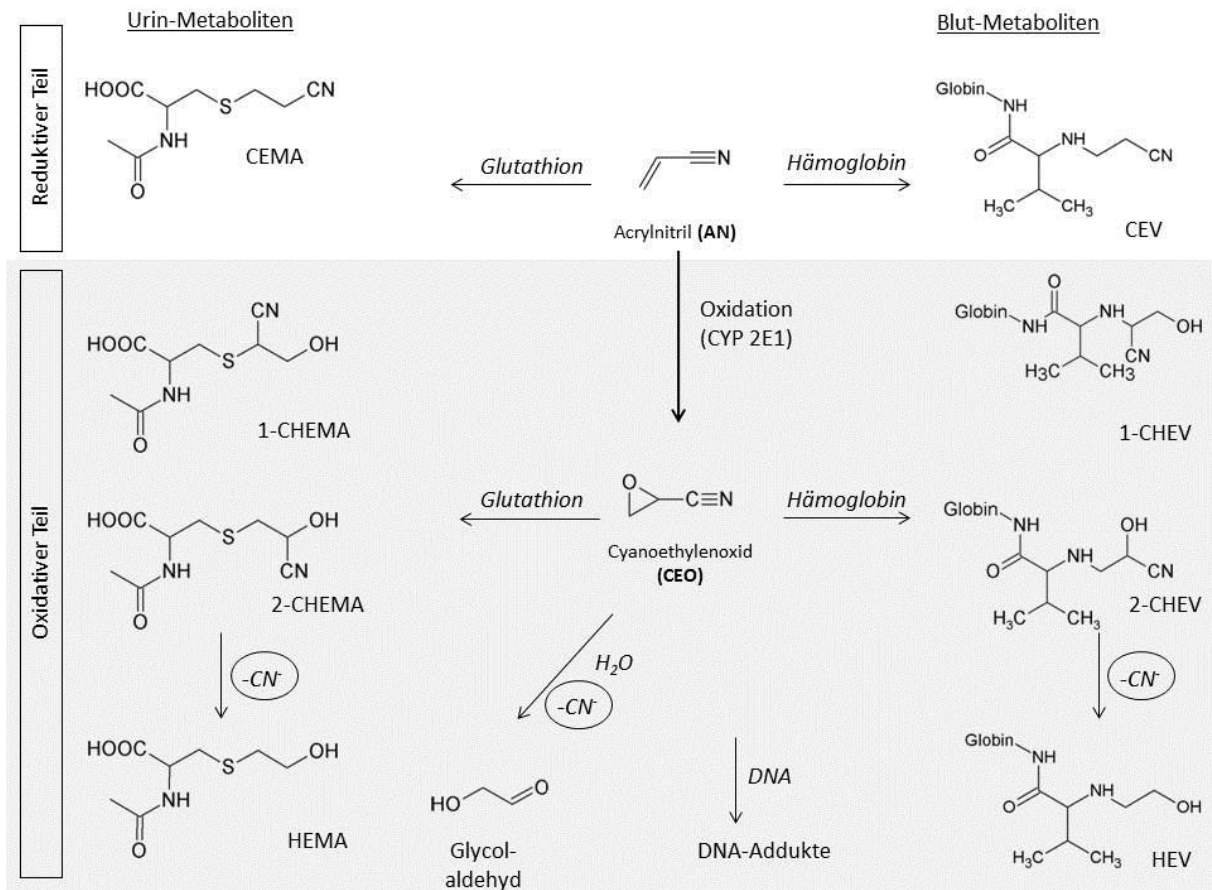 Urin-Metaboliten
Blut-Metaboliten
Reduktiver Teil
HOOC
S
CN
NH
O
CEMA
Glutathion
N
Acrylnitril (AN)
Hämoglobin
Globin
NH
O
NH
CN
H₃C
CH₃
CEV
Oxidativer Teil
CN
HOOC
S
OH
NH
O
1-CHEMA
Oxidation
(CYP 2E1)
O
Globin
NH
NH
OH
CN
H₃C
CH₃
1-CHEV
HOOC
S
OH
NH
CN
O
2-CHEMA
Glutathion
O
C≡N
Cyanoethylenoxid
(CEO)
Hämoglobin
Globin
NH
OH
O
NH
CN
H₃C
CH₃
2-CHEV
-CN⁻
H₂O
-CN⁻
-CN⁻
HOOC
S
OH
NH
O
HEMA
HO
O
Glycol-
aldehyd
DNA
DNA-Addukte
Globin
NH
O
NH
OH
H₃C
CH₃
HEV